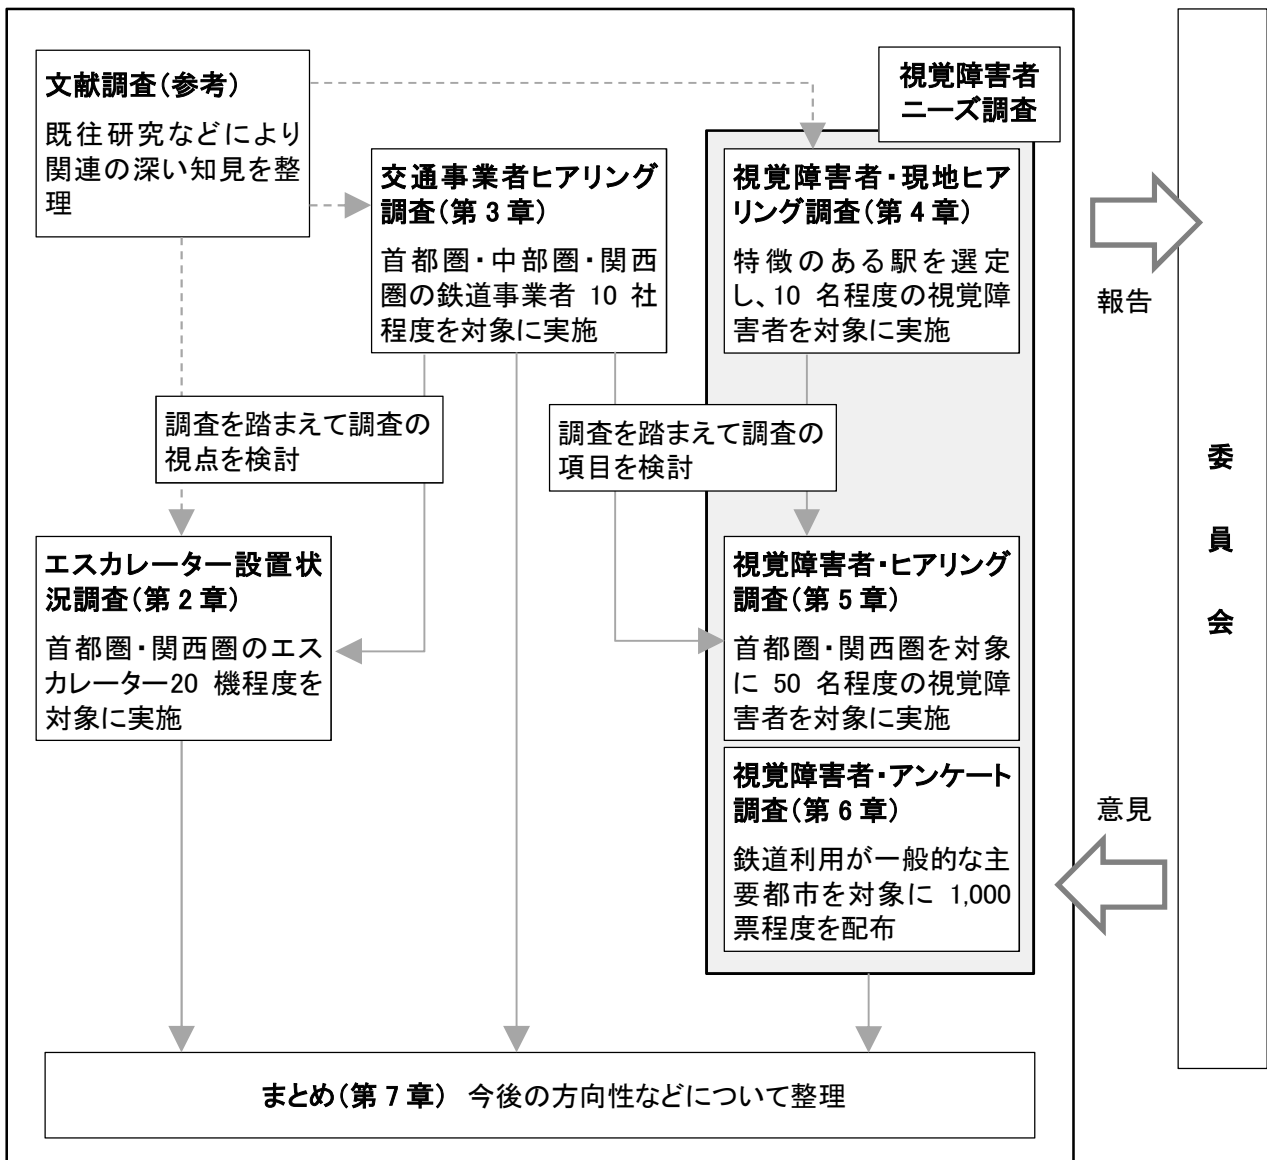 文献調査(参考)
既往研究などにより
関連の深い知見を整
理
視覚障害者
ニーズ調査
交通事業者ヒアリング
調査(第 3 章)
首都圏・中部圏・関西
圏の鉄道事業者 10 社
程度を対象に実施
視覚障害者・現地ヒア
リング調査(第 4 章)
特徴のある駅を選定
し、10 名程度の視覚障
害者を対象に実施
報告
調査を踏まえて調査の
視点を検討
調査を踏まえて調査の
項目を検討
委
員
会
エスカレーター設置状
況調査(第 2 章)
首都圏・関西圏のエス
カレーター20 機程度を
対象に実施
視覚障害者・ヒアリング
調査(第 5 章)
首都圏・関西圏を対象
に 50 名程度の視覚障
害者を対象に実施
視覚障害者・アンケート
調査(第 6 章)
鉄道利用が一般的な主
要都市を対象に 1,000
票程度を配布
意見
まとめ(第 7 章) 今後の方向性などについて整理